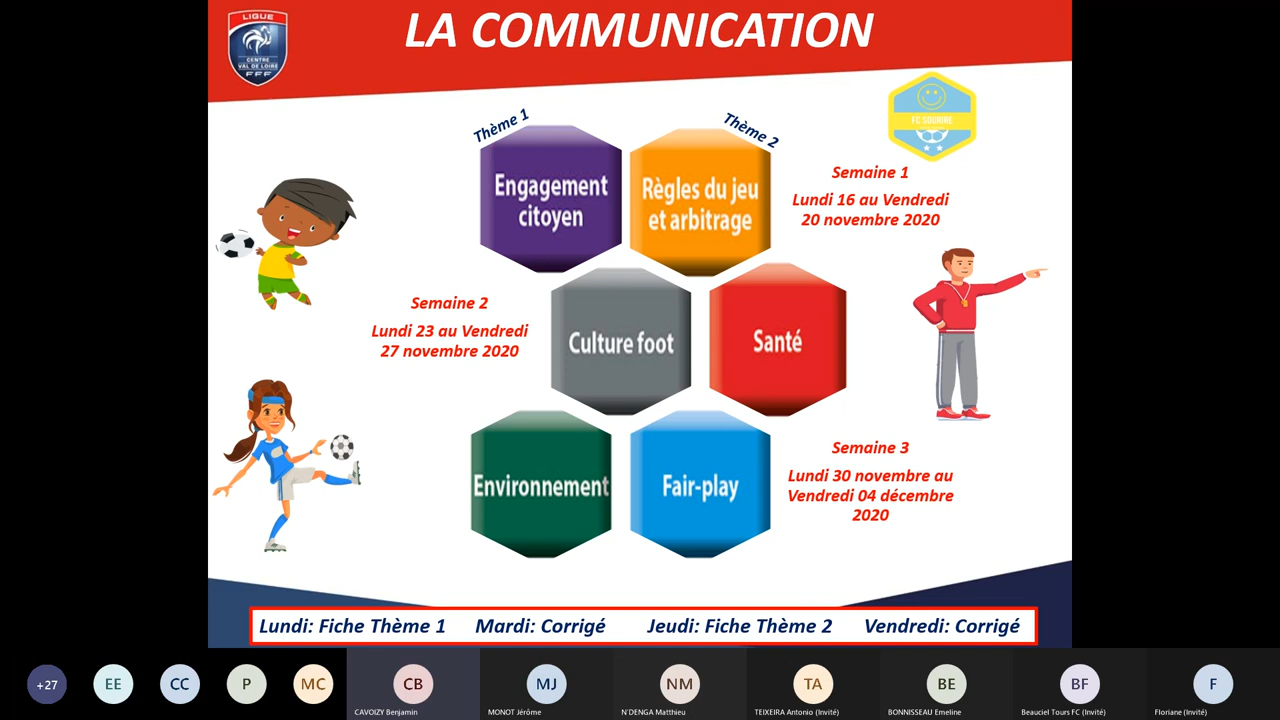 LA COMMUNICATION
LIGUE
CENTRE
VAL DE LOIRE
FFF
FC SOURIRE
Thème 1
Thème 2
Engagement
citoyen
Règles du jeu
et arbitrage
Semaine 1
Lundi 16 au Vendredi
20 novembre 2020
Semaine 2
Lundi 23 au Vendredi
27 novembre 2020
Culture foot
Santé
Environnement
Fair-play
Semaine 3
Lundi 30 novembre au
Vendredi 04 décembre
2020
Lundi: Fiche Thème 1 Mardi: Corrigé Jeudi: Fiche Thème 2 Vendredi: Corrigé
+27 EE CC P MC CB MJ NM TA BE BF F
CAVOIZY Benjamin MONOT Jérôme N'DENGA Matthieu TEIXEIRA Antonio (Invité) BONNISSEAU Emeline Beauciel Tours FC (Invité) Floriane (Invité)